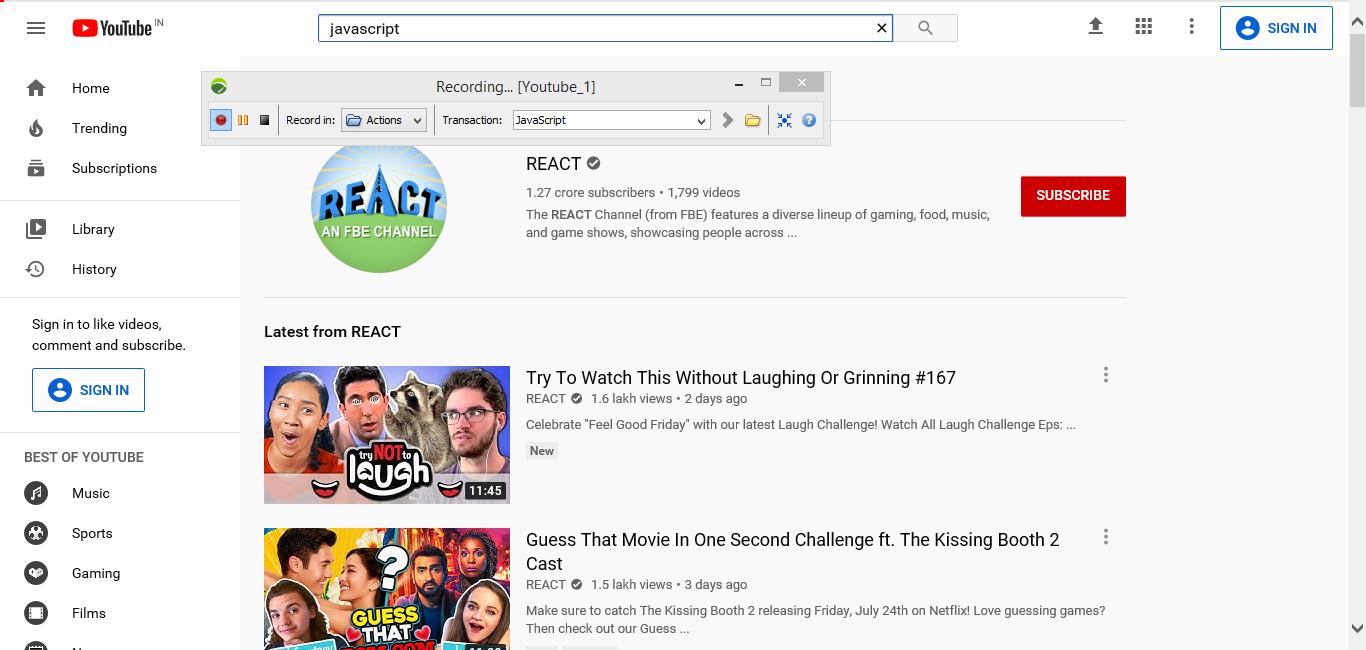 YouTube IN
javascript
SIGN IN
Home
Trending
Subscriptions
Library
History
Sign in to like videos,
comment and subscribe.
SIGN IN
BEST OF YOUTUBE
Music
Sports
Gaming
Films
Recording... [Youtube_1]
Record in: Actions Transaction: JavaScript
REACT
AN FBE CHANNEL
REACT
1.27 crore subscribers • 1,799 videos
The REACT Channel (from FBE) features a diverse lineup of gaming, food, music,
and game shows, showcasing people across ...
SUBSCRIBE
Latest from REACT
try NOT to
laugh
11:45
Try To Watch This Without Laughing Or Grinning #167
REACT 1.6 lakh views • 2 days ago
Celebrate "Feel Good Friday" with our latest Laugh Challenge! Watch All Laugh Challenge Eps: ...
New
?
GUESS
THAT
Guess That Movie In One Second Challenge ft. The Kissing Booth 2
Cast
REACT 1.5 lakh views • 3 days ago
Make sure to catch The Kissing Booth 2 releasing Friday, July 24th on Netflix! Love guessing games?
Then check out our Guess ...